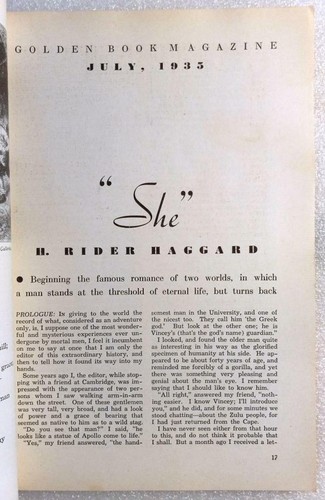 GOLDEN BOOK MAGAZINE
JULY, 1935
"She"
H. RIDER HAGGARD
● Beginning the famous romance of two worlds, in which
a man stands at the threshold of eternal life, but turns back
PROLOGUE: In giving to the world the
record of what, considered as an adventure
only, is, I suppose one of the most wonder-
ful and mysterious experiences ever un-
dergone by mortal men, I feel it incumbent
on me to say at once that I am only the
editor of this extraordinary history, and
then to tell how it found its way into my
hands.
Some years ago I, the editor, while stop-
ping with a friend at Cambridge, was im-
pressed with the appearance of two per-
sons whom I saw walking arm-in-arm
down the street. One of these gentlemen
was very tall, very broad, and had a look
of power and a grace of bearing that
seemed as native to him as to a wild stag.
"Do you see that man?" I said, "he
looks like a statue of Apollo come to life."
"Yes," my friend answered, "the hand-
somest man in the University, and one of
the nicest too. They call him 'the Greek
god.' But look at the other one; he is
Vincey's (that's the god's name) guardian."
I looked, and found the older man quite
as interesting in his way as the glorified
specimen of humanity at his side. He ap-
peared to be about forty years of age, and
reminded me forcibly of a gorilla, and yet
there was something very pleasing and
genial about the man's eye. I remember
saying that I should like to know him.
"All right," answered my friend, "noth-
ing easier. I know Vincey; I'll introduce
you," and he did, and for some minutes we
stood chatting—about the Zulu people, for
I had just returned from the Cape.
I have never seen either from that hour
to this, and do not think it probable that
I shall. But a month ago I received a let-
17